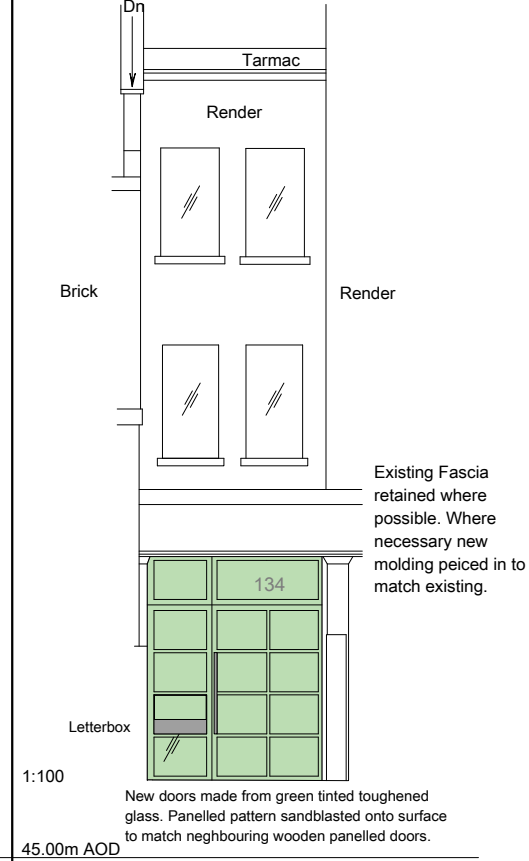 Dn
Tarmac
Render
Brick
Render
Existing Fascia
retained where
possible. Where
necessary new
molding peiced in to
match existing.
134
Letterbox
1:100
New doors made from green tinted toughened
glass. Panelled pattern sandblasted onto surface
to match neghbouring wooden panelled doors.
45.00m AOD